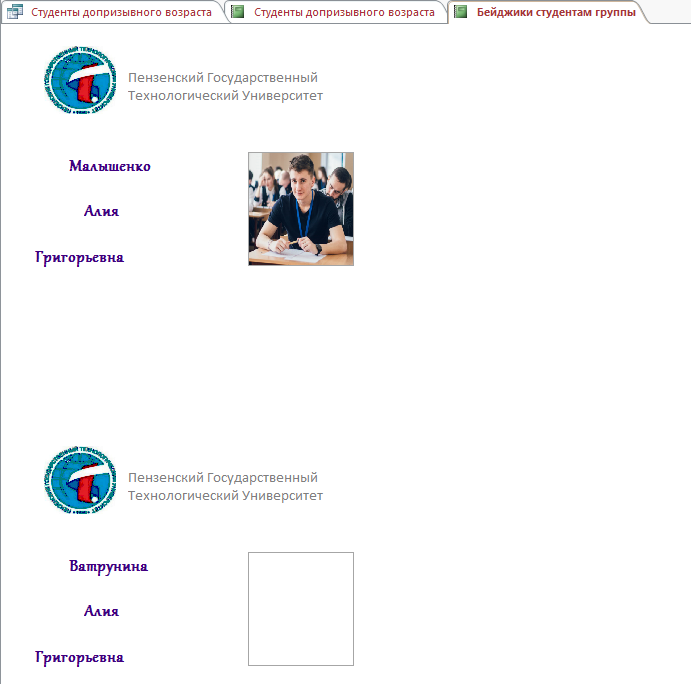 Студенты допризывного возраста
Студенты допризывного возраста
Бейджики студентам группы
Пензенский Государственный
Технологический Университет
Малышенко
Алия
Григорьевна
Пензенский Государственный
Технологический Университет
Ватрунина
Алия
Григорьевна